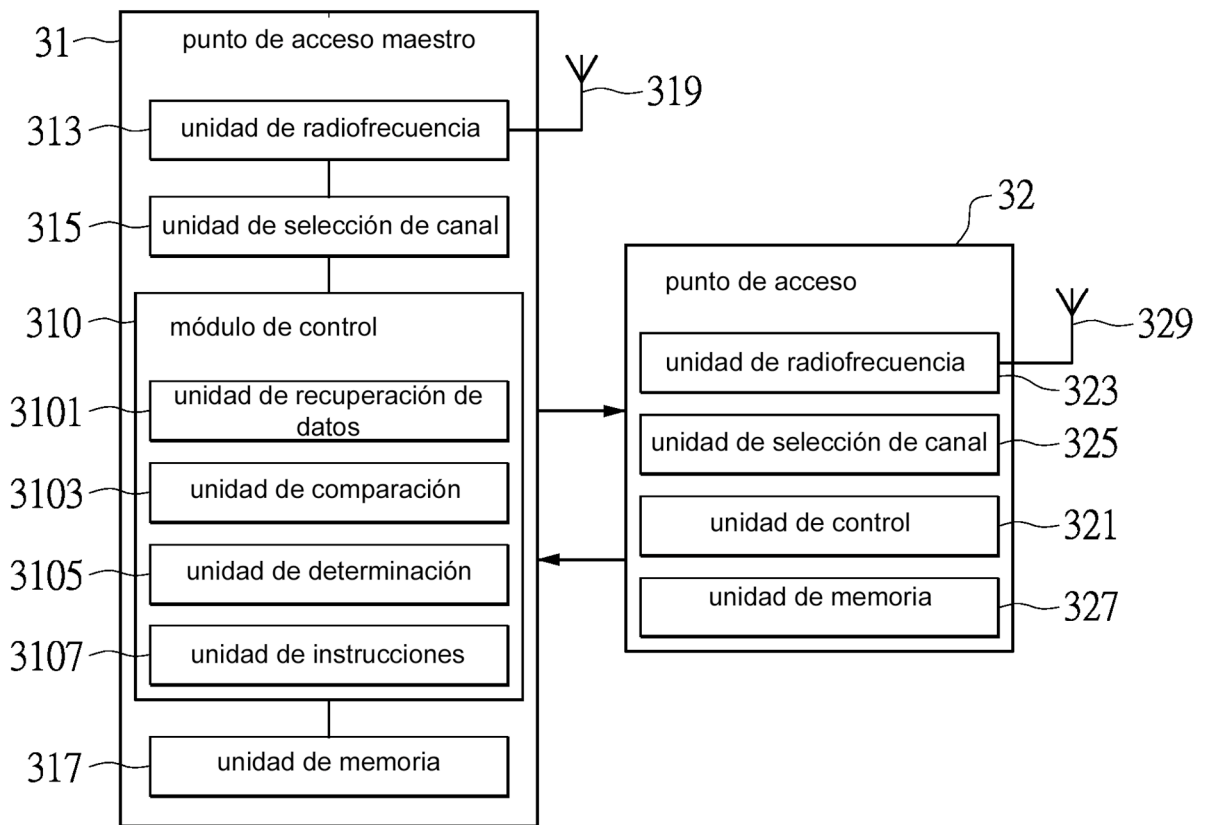 31
punto de acceso maestro
319
313
unidad de radiofrecuencia
315
unidad de selección de canal
32
310
módulo de control
punto de acceso
329
3101
unidad de recuperación de
datos
unidad de radiofrecuencia
323
3103
unidad de comparación
unidad de selección de canal
325
3105
unidad de determinación
unidad de control
321
3107
unidad de instrucciones
unidad de memoria
327
317
unidad de memoria